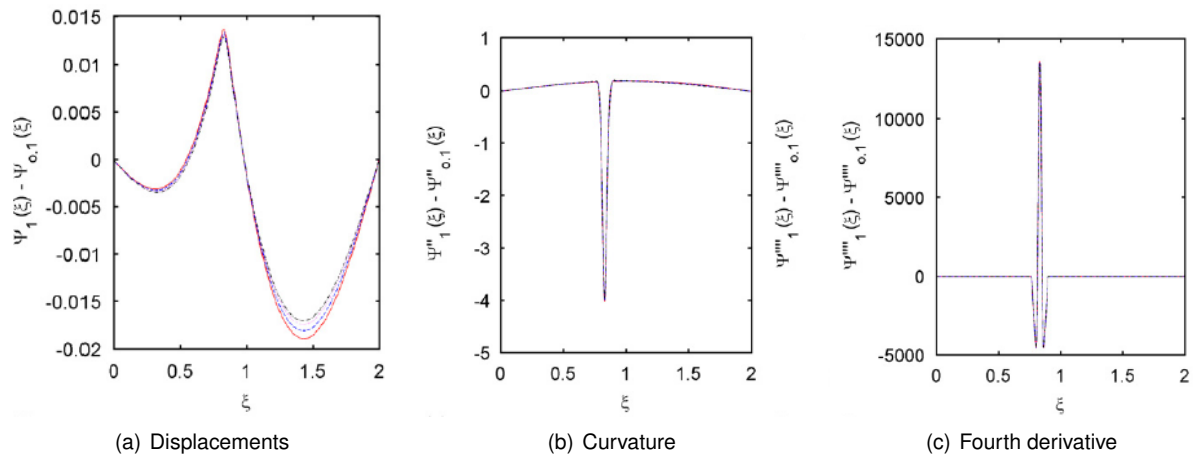 0.015
0.01
0.005
0
-0.005
-0.01
-0.015
-0.02
0 0.5 1 1.5 2
ξ
Ψ₁(ξ) - Ψₒ,₁(ξ)
(a) Displacements
1
0
-1
-2
-3
-4
-5
0 0.5 1 1.5 2
ξ
Ψ''₁(ξ) - Ψ''ₒ,₁(ξ)
(b) Curvature
Ψ''''₁(ξ) - Ψ''''ₒ,₁(ξ)
15000
10000
5000
0
-5000
0 0.5 1 1.5 2
ξ
Ψ''''₁(ξ) - Ψ''''ₒ,₁(ξ)
(c) Fourth derivative